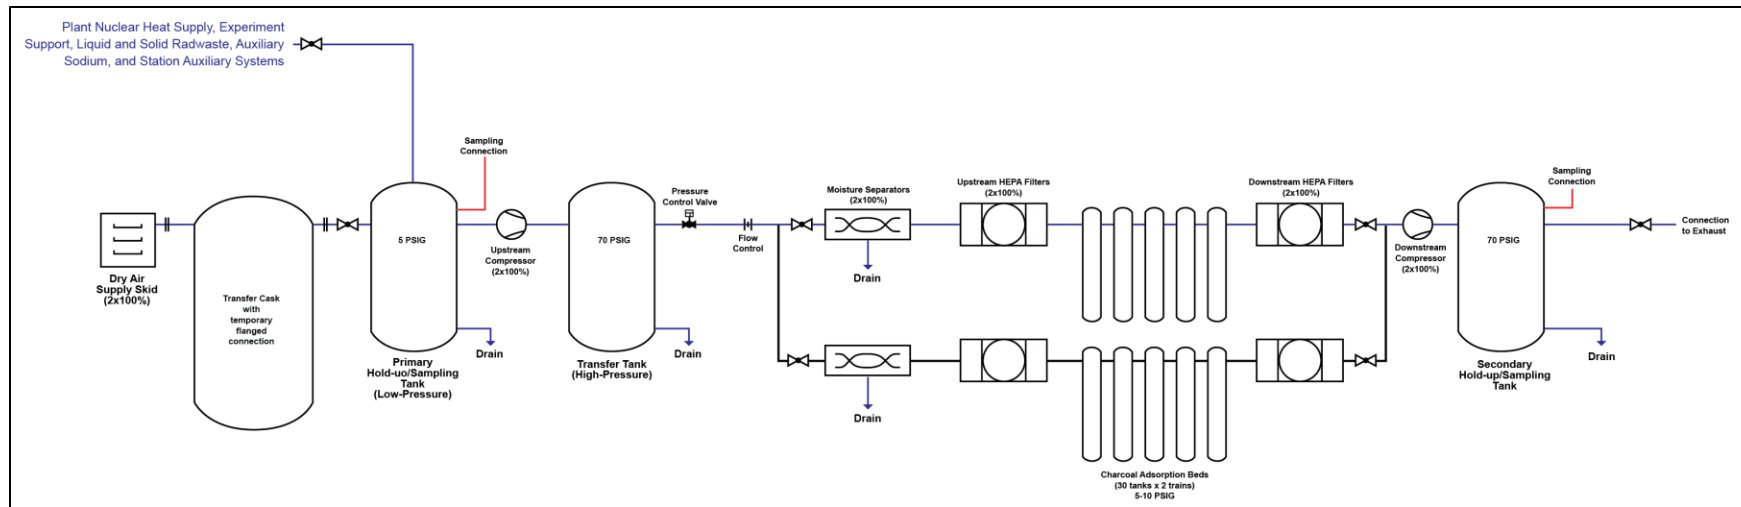 Plant Nuclear Heat Supply, Experiment
Support, Liquid and Solid Radwaste, Auxiliary
Sodium, and Station Auxiliary Systems
Dry Air
Supply Skid
(2x100%)
Transfer Cask
with
temporary
flanged
connection
5 PSIG
Sampling
Connection
Drain
Primary
Hold-uo/Sampling
Tank
(Low-Pressure)
Upstream
Compressor
(2x100%)
70 PSIG
Drain
Transfer Tank
(High-Pressure)
Pressure
Control Valve
Flow
Control
Moisture Separators
(2x100%)
Drain
Drain
Upstream HEPA Filters
(2x100%)
Charcoal Adsorption Beds
(30 tanks x 2 trains)
5-10 PSIG
Downstream HEPA Filters
(2x100%)
Downstream
Compressor
(2x100%)
70 PSIG
Sampling
Connection
Drain
Secondary
Hold-up/Sampling
Tank
Connection
to Exhaust